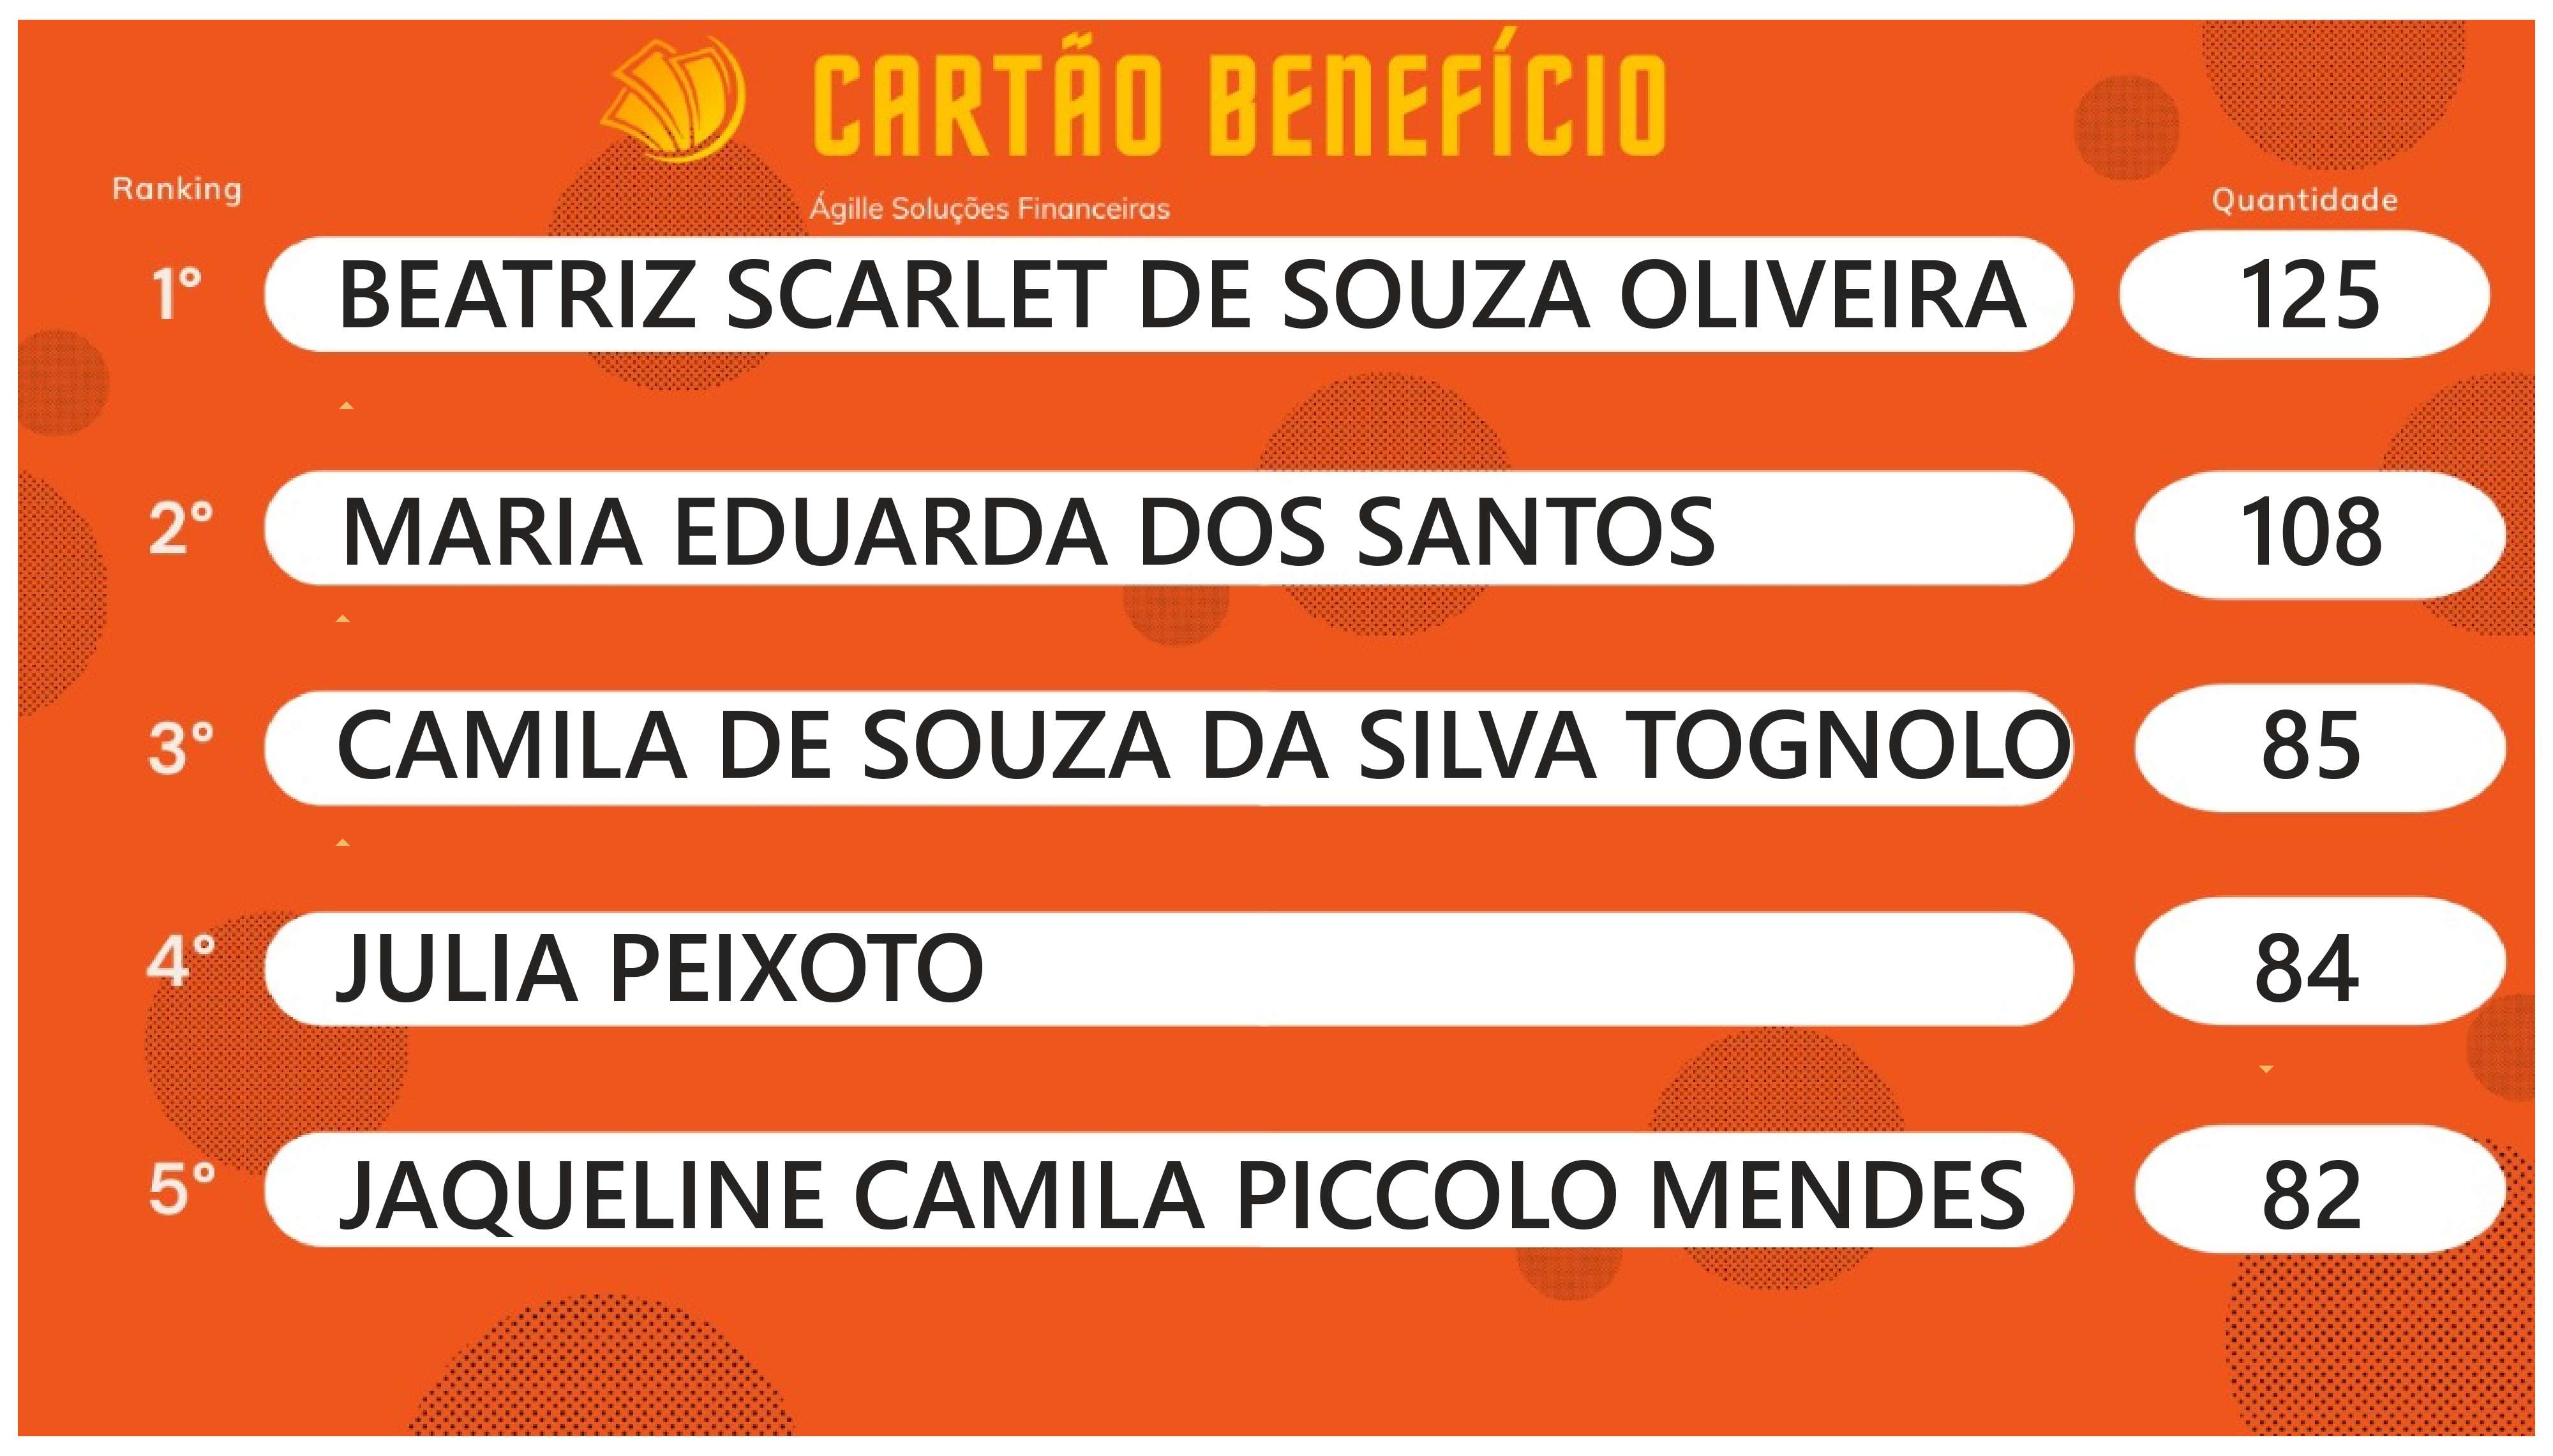 CARTÃO BENEFÍCIO
Ranking
Ágille Soluções Financeiras
Quantidade
1° BEATRIZ SCARLET DE SOUZA OLIVEIRA 125
2° MARIA EDUARDA DOS SANTOS 108
3° CAMILA DE SOUZA DA SILVA TOGNOLO 85
4° JULIA PEIXOTO 84
5° JAQUELINE CAMILA PICCOLO MENDES 82